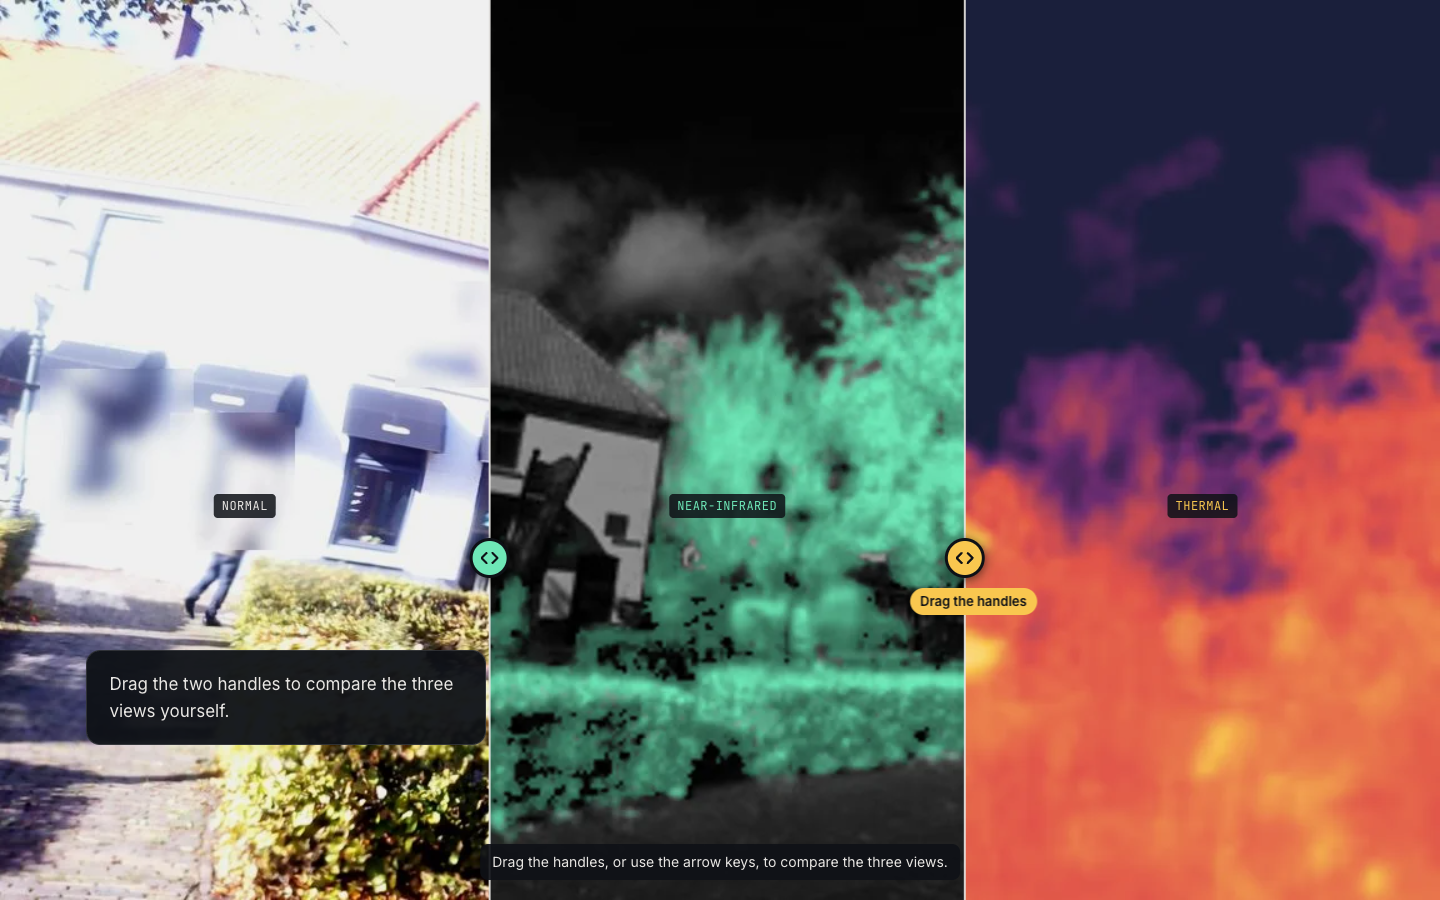 NORMAL
NEAR-INFRARED
THERMAL
Drag the handles
Drag the two handles to compare the three
views yourself.
Drag the handles, or use the arrow keys, to compare the three views.